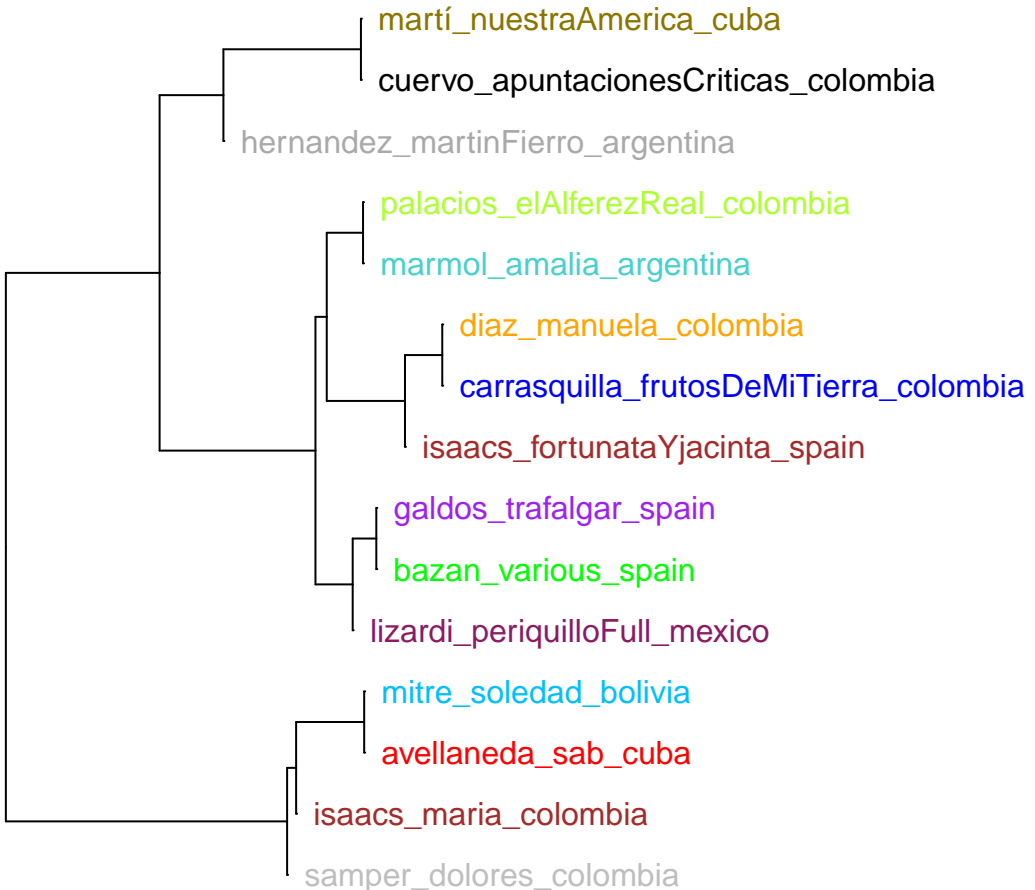 martí_nuestraAmerica_cuba
cuervo_apuntacionesCriticas_colombia
hernandez_martinFierro_argentina
palacios_elAlferezReal_colombia
marmol_amalia_argentina
diaz_manuela_colombia
carrasquilla_frutosDeMiTierra_colombia
isaacs_fortunataYjacinta_spain
galdos_trafalgar_spain
bazan_various_spain
lizardi_periquilloFull_mexico
mitre_soledad_bolivia
avellaneda_sab_cuba
isaacs_maria_colombia
samper_dolores_colombia